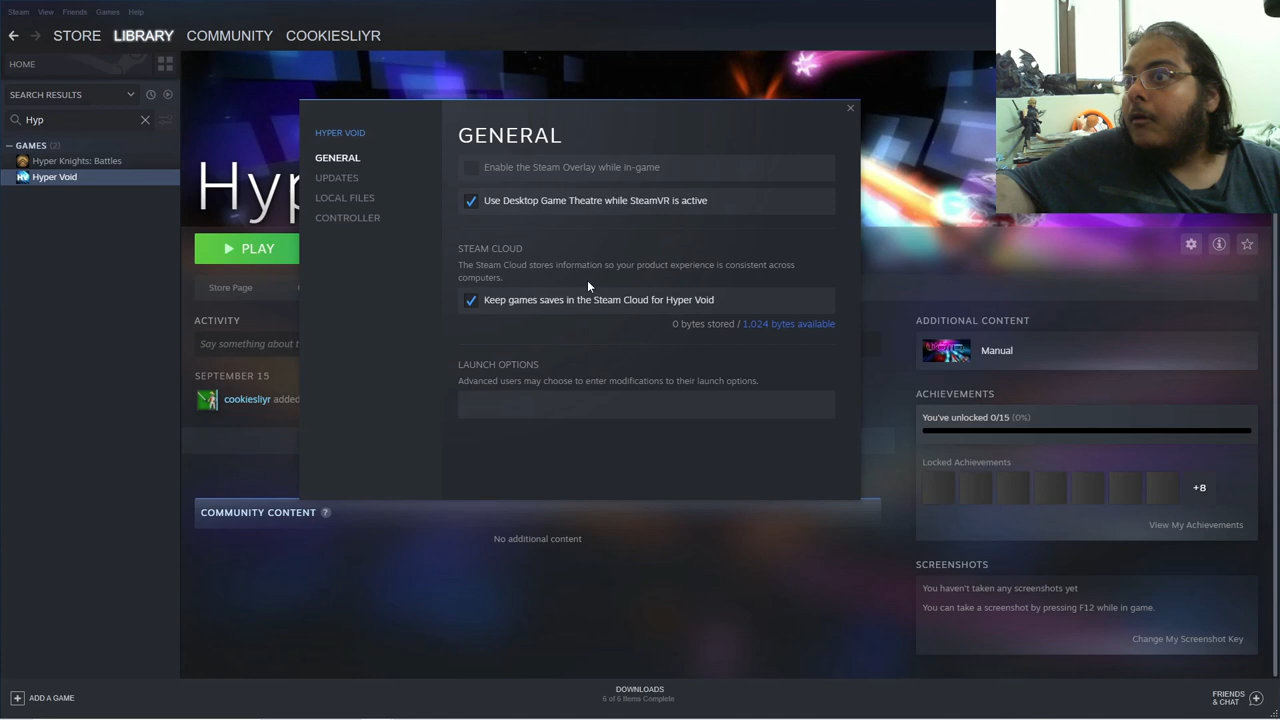 Steam View Friends Games Help
STORE LIBRARY COMMUNITY COOKIESLIYR
HOME
SEARCH RESULTS
Hyp
GAMES (2)
Hyper Knights: Battles
Hyper Void
Hyp
PLAY
Store Page
ACTIVITY
Say something about t
SEPTEMBER 15
cookiesliyr added
COMMUNITY CONTENT ?
No additional content
HYPER VOID
GENERAL
UPDATES
LOCAL FILES
CONTROLLER
GENERAL
Enable the Steam Overlay while in-game
Use Desktop Game Theatre while SteamVR is active
STEAM CLOUD
The Steam Cloud stores information so your product experience is consistent across
computers.
Keep games saves in the Steam Cloud for Hyper Void
0 bytes stored / 1,024 bytes available
LAUNCH OPTIONS
Advanced users may choose to enter modifications to their launch options.
ADDITIONAL CONTENT
Manual
ACHIEVEMENTS
You've unlocked 0/15 (0%)
Locked Achievements
+8
View My Achievements
SCREENSHOTS
You haven't taken any screenshots yet
You can take a screenshot by pressing F12 while in game.
Change My Screenshot Key
ADD A GAME
DOWNLOADS
6 of 6 Items Complete
FRIENDS
& CHAT